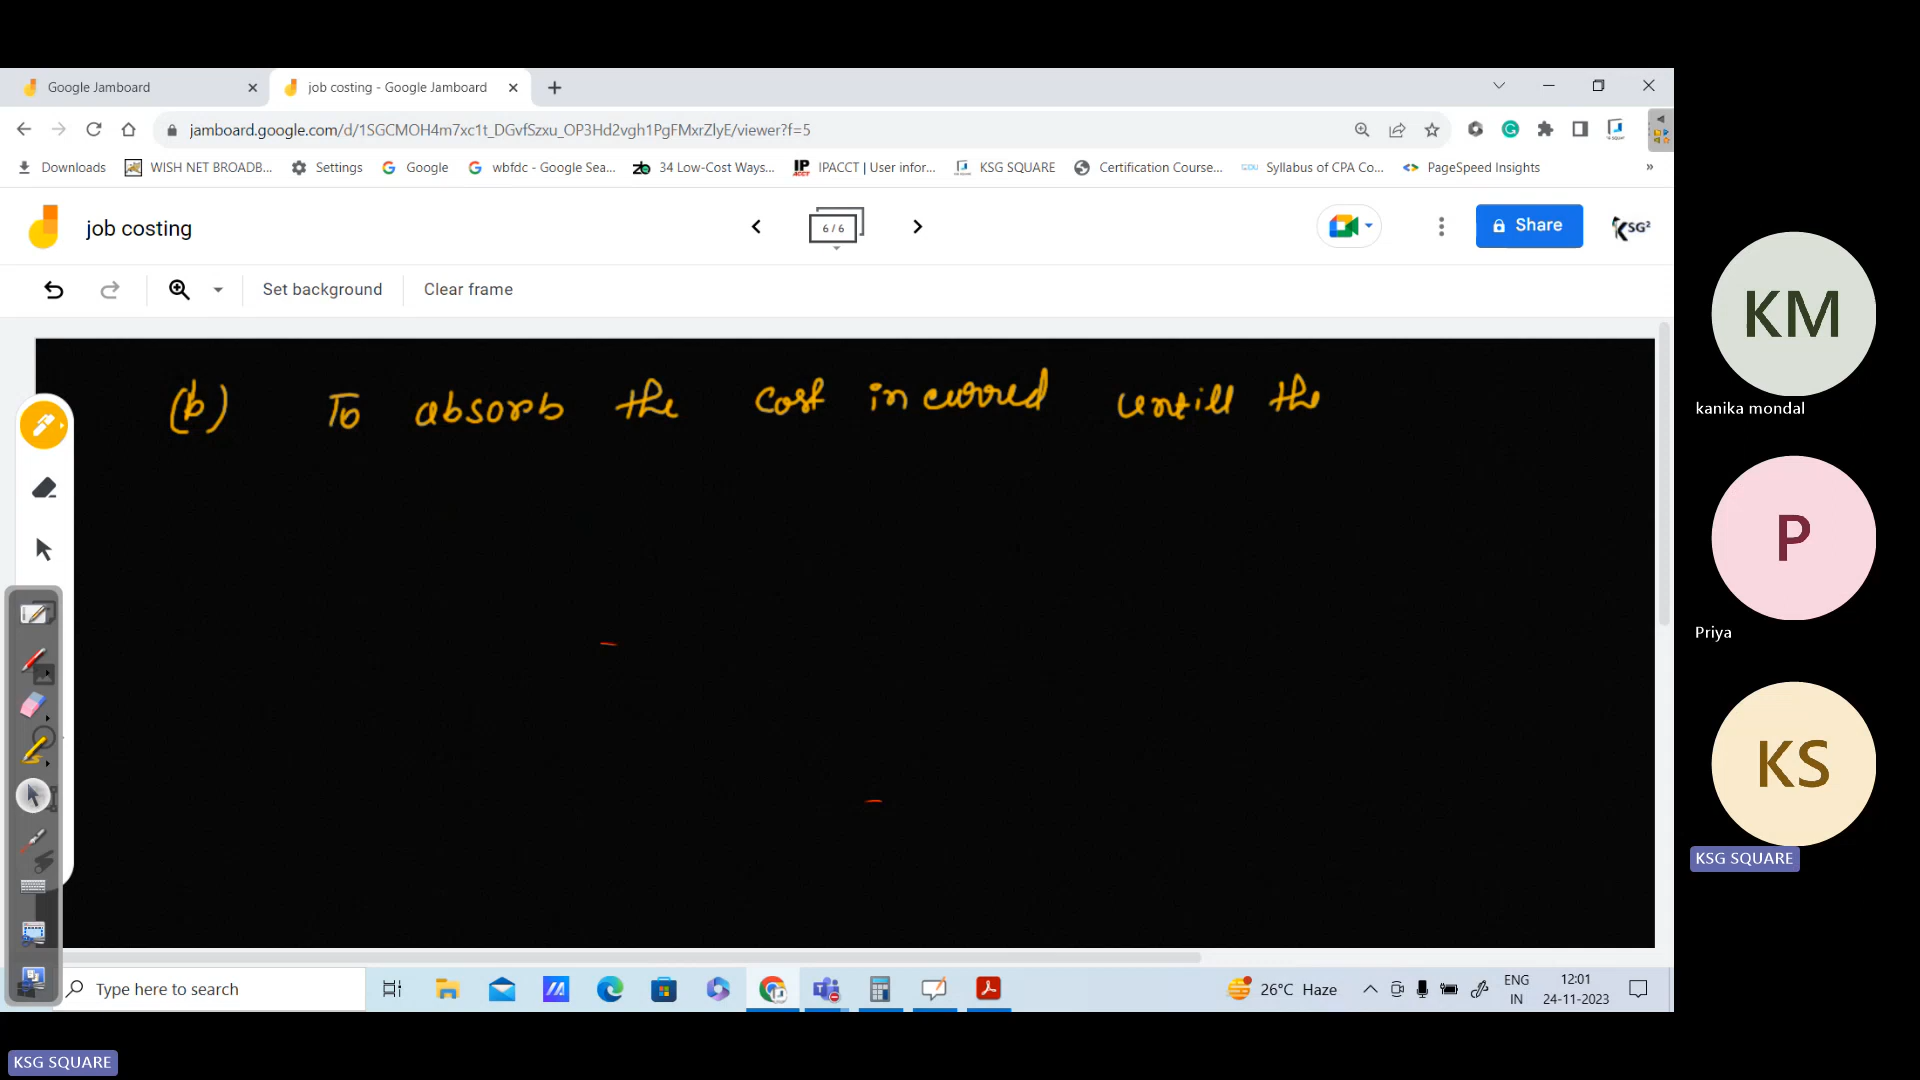 Google Jamboard
job costing - Google Jamboard
jamboard.google.com/d/1SGCMOH4m7xc1t_DGvfSzxu_OP3Hd2vgh1PgFMxrZlyE/viewer?f=5
Downloads WISH NET BROADB... Settings Google wbfdc - Google Sea... 34 Low-Cost Ways... IPACCT | User infor... KSG SQUARE Certification Course... Syllabus of CPA Co... PageSpeed Insights »
job costing 6 / 6 Share KSG²
Set background Clear frame
(b) To absorb the cost incurred untill the
KM
kanika mondal
P
Priya
KS
KSG SQUARE
Type here to search 26°C Haze ENG IN 12:01 24-11-2023
KSG SQUARE